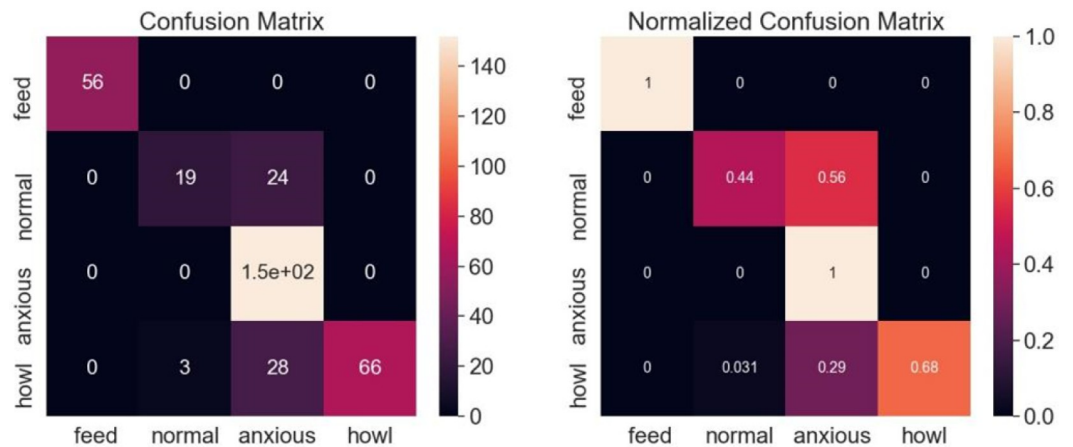 Confusion Matrix
feed 56 0 0 0
normal 0 19 24 0
anxious 0 0 1.5e+02 0
howl 0 3 28 66
feed normal anxious howl
140
120
100
80
60
40
20
0
Normalized Confusion Matrix
feed 1 0 0 0
normal 0 0.44 0.56 0
anxious 0 0 1 0
howl 0 0.031 0.29 0.68
feed normal anxious howl
1.0
0.8
0.6
0.4
0.2
0.0